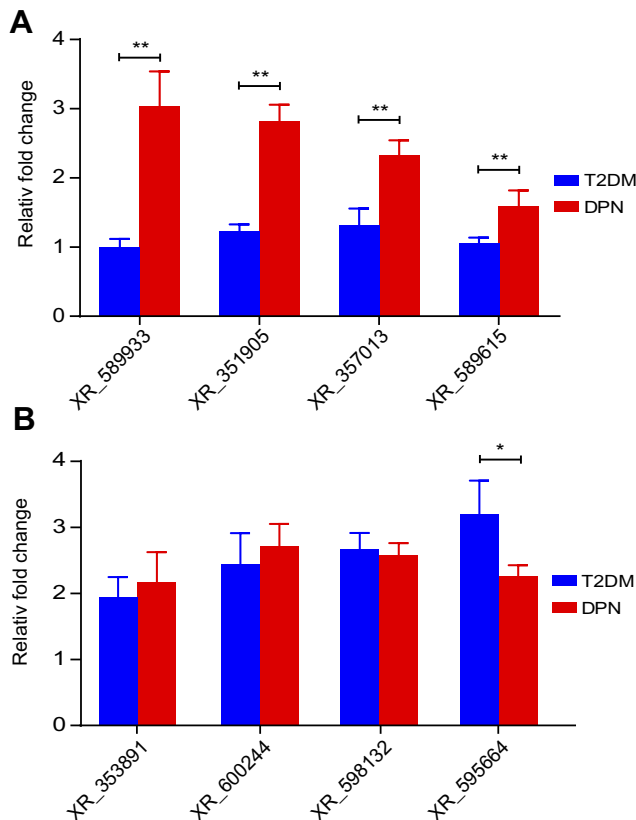 A
Relativ fold change
4
3
2
1
0
**
**
**
**
T2DM
DPN
XR_589933
XR_351905
XR_357013
XR_589615
B
Relativ fold change
4
3
2
1
0
*
T2DM
DPN
XR_353891
XR_600244
XR_598132
XR_595664